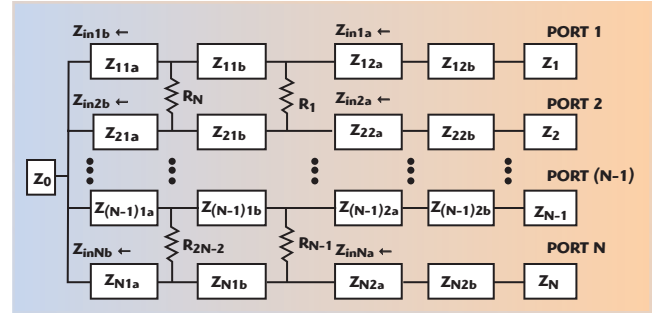 Zin1b ← Zin1a ← PORT 1
Z11a Z11b Z12a Z12b Z1
RN R1
Zin2b ← Zin2a ← PORT 2
Z21a Z21b Z22a Z22b Z2
Z0
PORT (N-1)
Z(N-1)1a Z(N-1)1b Z(N-1)2a Z(N-1)2b ZN-1
R2N-2 RN-1
ZinNb ← ZinNa ← PORT N
ZN1a ZN1b ZN2a ZN2b ZN